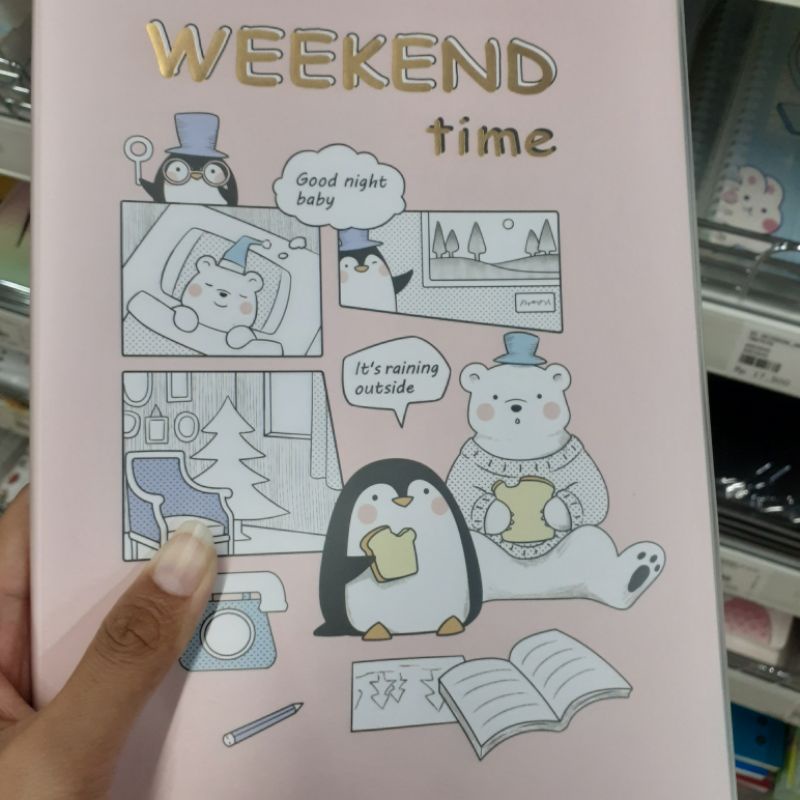 WEEKEND
time
Good night
baby
It's raining
outside